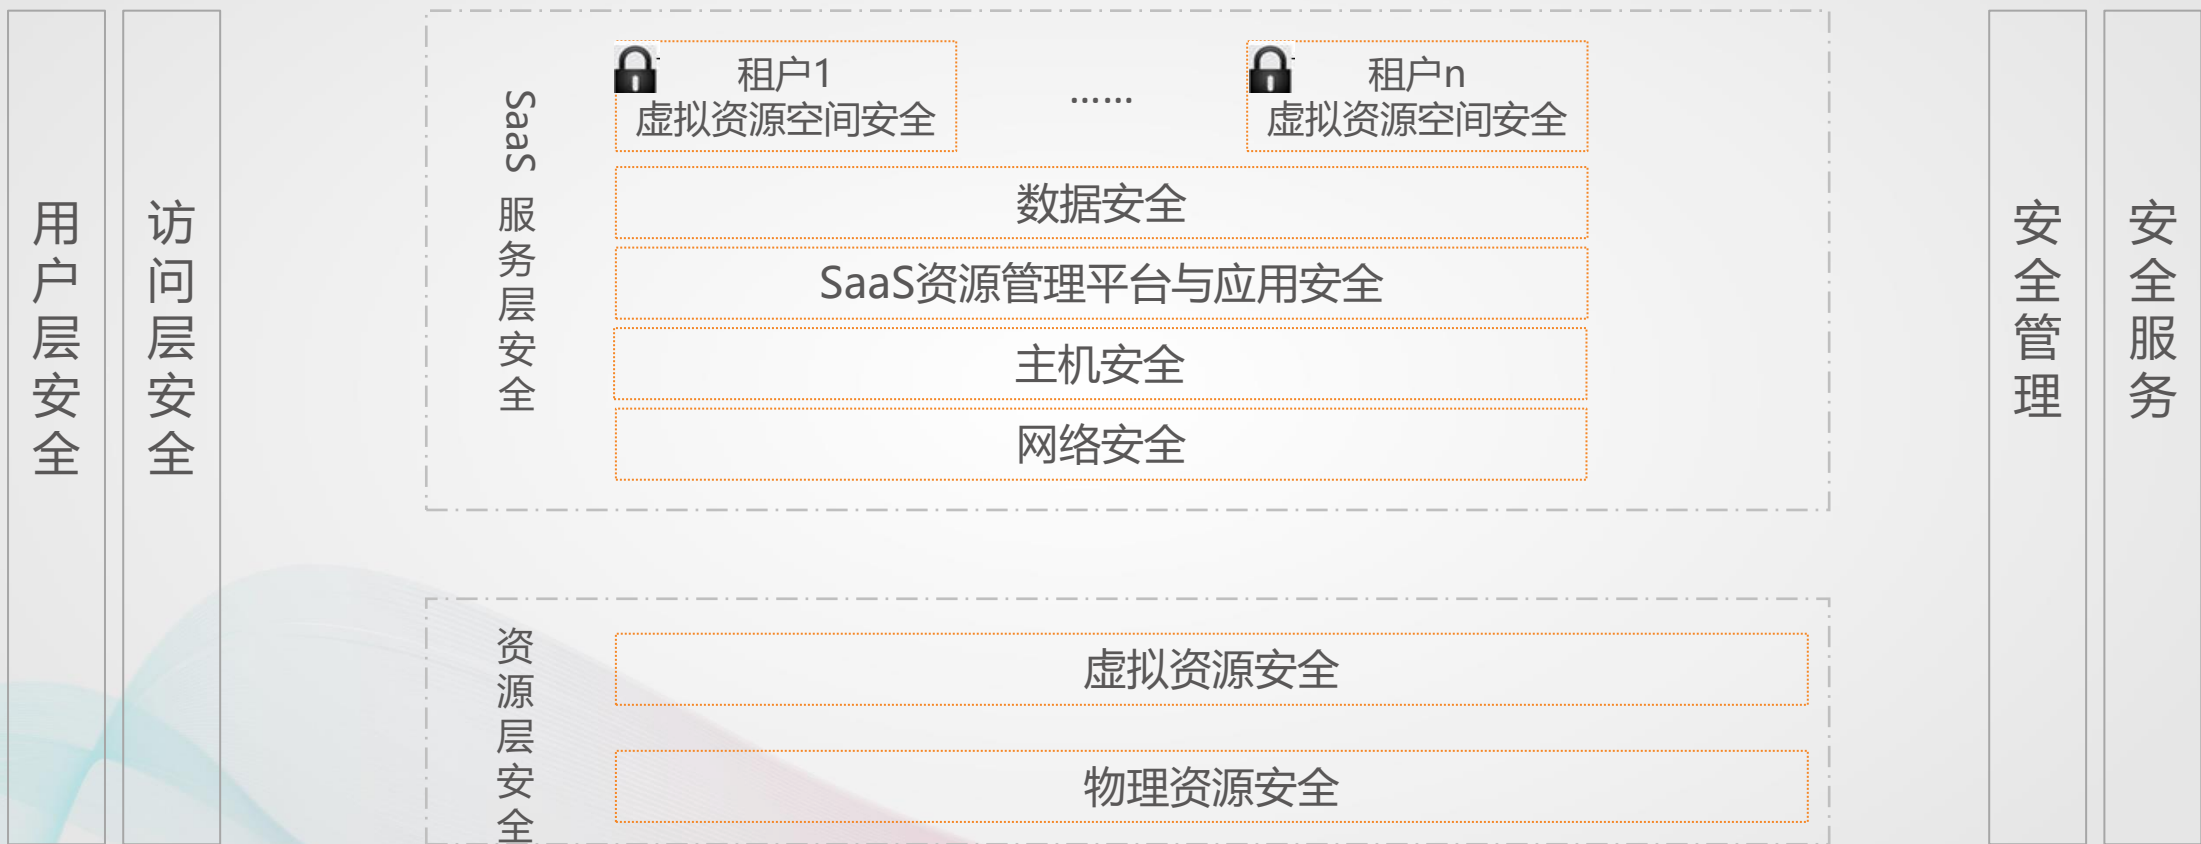 用户层安全
访问层安全
SaaS 服务层安全
租户1
虚拟资源空间安全
......
租户n
虚拟资源空间安全
数据安全
SaaS资源管理平台与应用安全
主机安全
网络安全
资源层安全
虚拟资源安全
物理资源安全
安全管理
安全服务